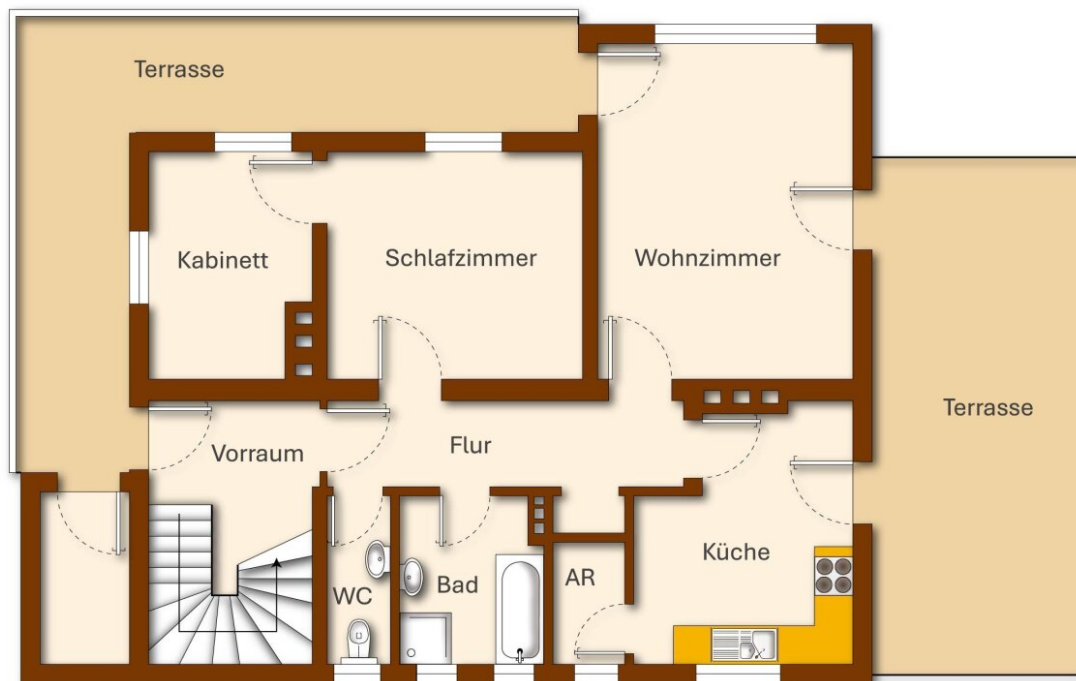 Terrasse
Kabinett
Schlafzimmer
Wohnzimmer
Terrasse
Vorraum
Flur
Küche
WC
Bad
AR